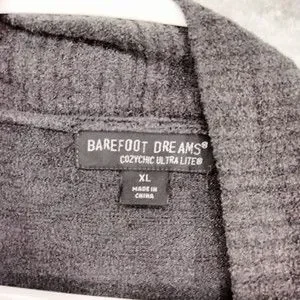 BAREFOOT DREAMS®
COZYCHIC ULTRA LITE®
XL
MADE IN
CHINA